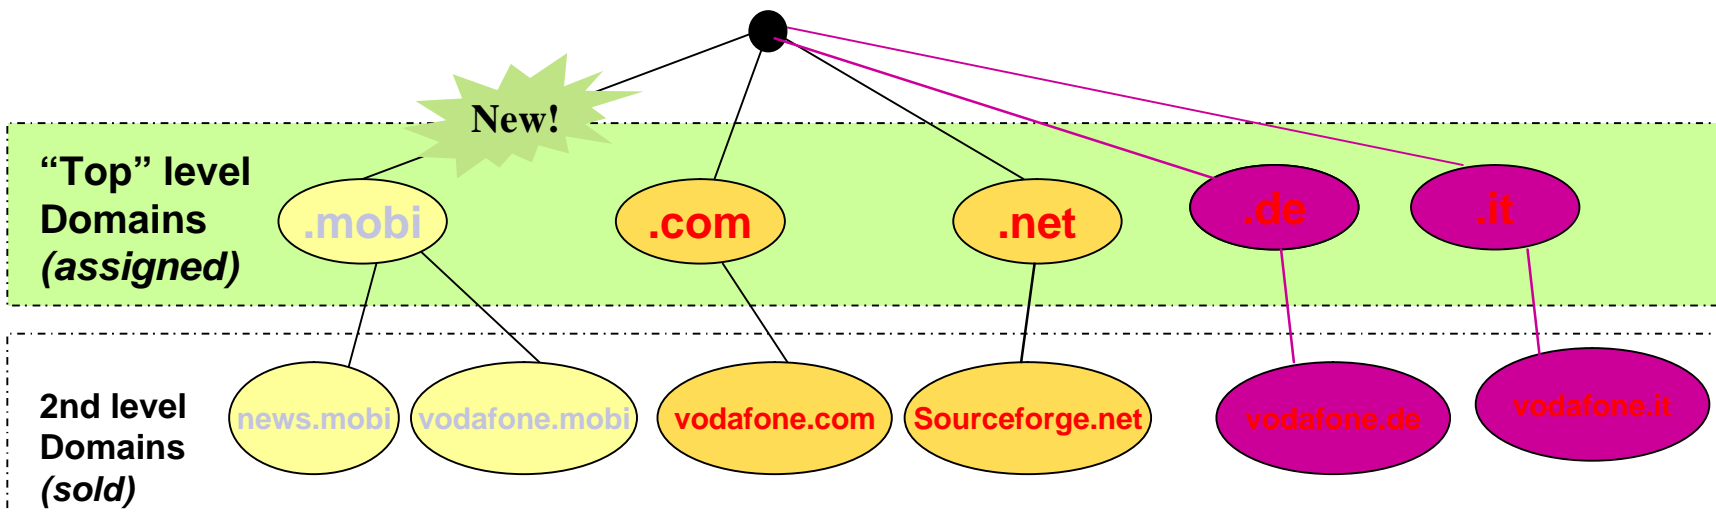 New!
“Top” level
Domains
(assigned)
.mobi
.com
.net
.de
.it
2nd level
Domains
(sold)
news.mobi
vodafone.mobi
vodafone.com
Sourceforge.net
vodafone.de
vodafone.it